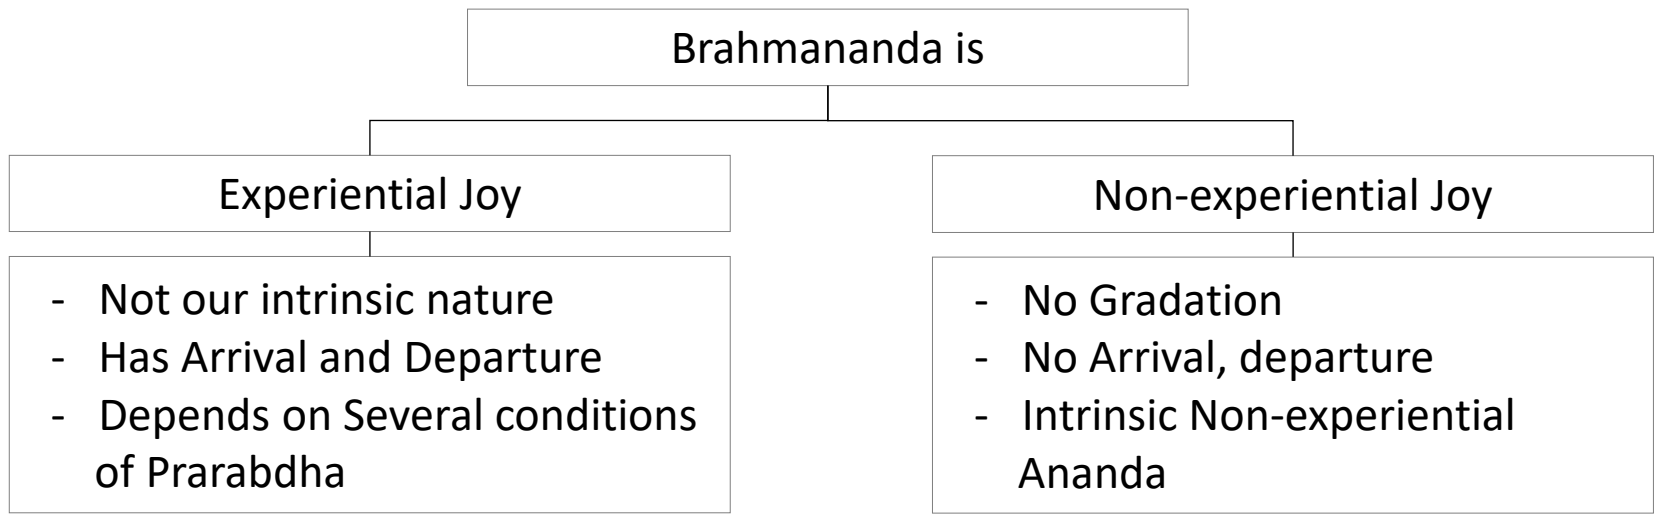 Brahmananda is
Experiential Joy
- Not our intrinsic nature
- Has Arrival and Departure
- Depends on Several conditions
of Prarabdha
Non-experiential Joy
- No Gradation
- No Arrival, departure
- Intrinsic Non-experiential
Ananda